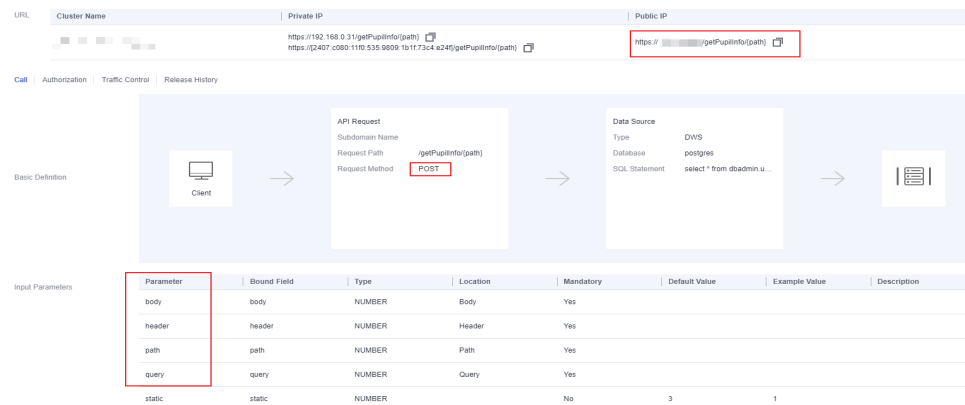 URL Cluster Name Private IP Public IP
https://192.168.0.31/getPupilInfo/{path}
https://[2407:c080:11f0:535:9809:1b1f:73c4:e24f]/getPupilInfo/{path}
https:// /getPupilInfo/{path}
Call Authorization Traffic Control Release History
Basic Definition
Client
API Request
Subdomain Name
Request Path /getPupilInfo/{path}
Request Method POST
Data Source
Type DWS
Database postgres
SQL Statement select * from dbadmin.u...
Input Parameters
Parameter Bound Field Type Location Mandatory Default Value Example Value Description
body body NUMBER Body Yes
header header NUMBER Header Yes
path path NUMBER Path Yes
query query NUMBER Query Yes
static static NUMBER No 3 1